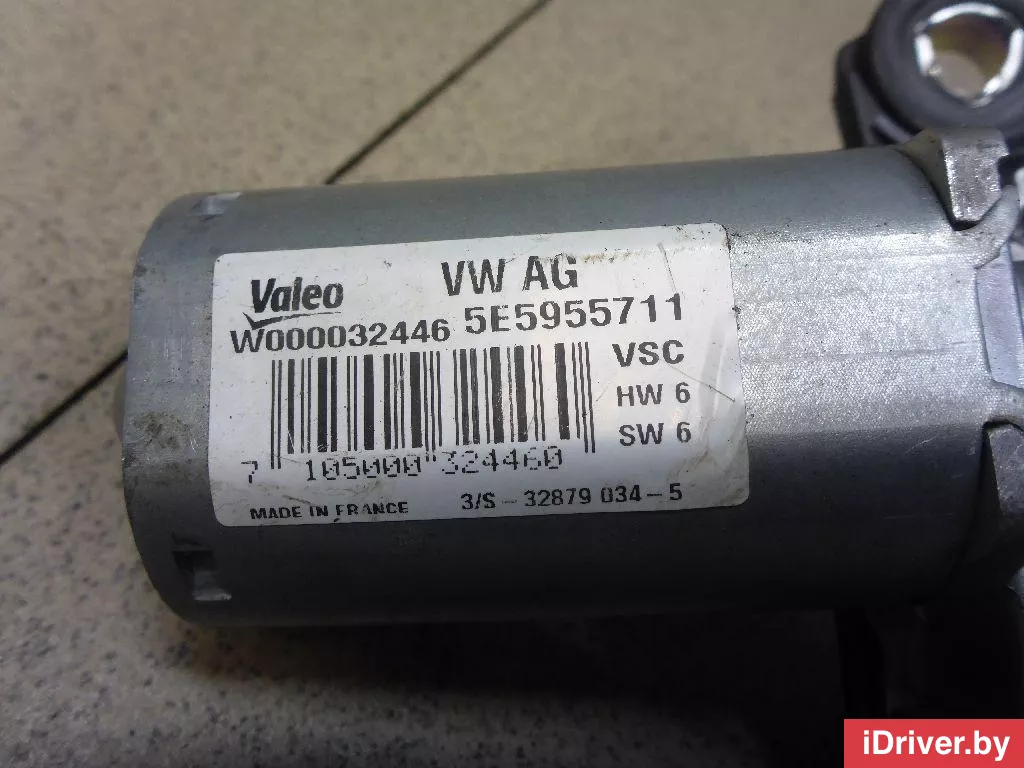 Valeo VW AG
W000032446 5E5955711
VSC
HW 6
SW 6
7 105000 324460
MADE IN FRANCE 3/S - 32879 034 - 5
iDriver.by